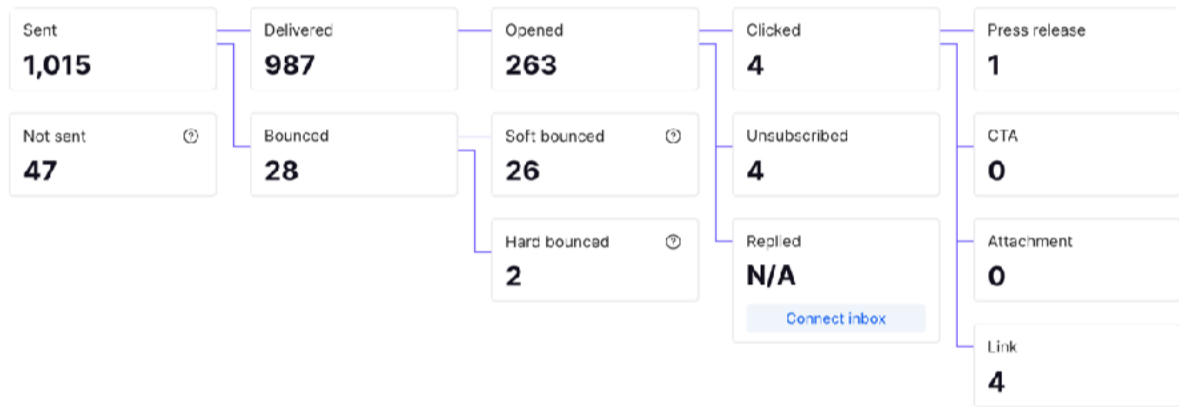 Sent
1,015
Delivered
987
Opened
263
Clicked
4
Press release
1
Not sent
47
Bounced
28
Soft bounced
26
Unsubscribed
4
CTA
0
Hard bounced
2
Replied
N/A
Connect inbox
Attachment
0
Link
4